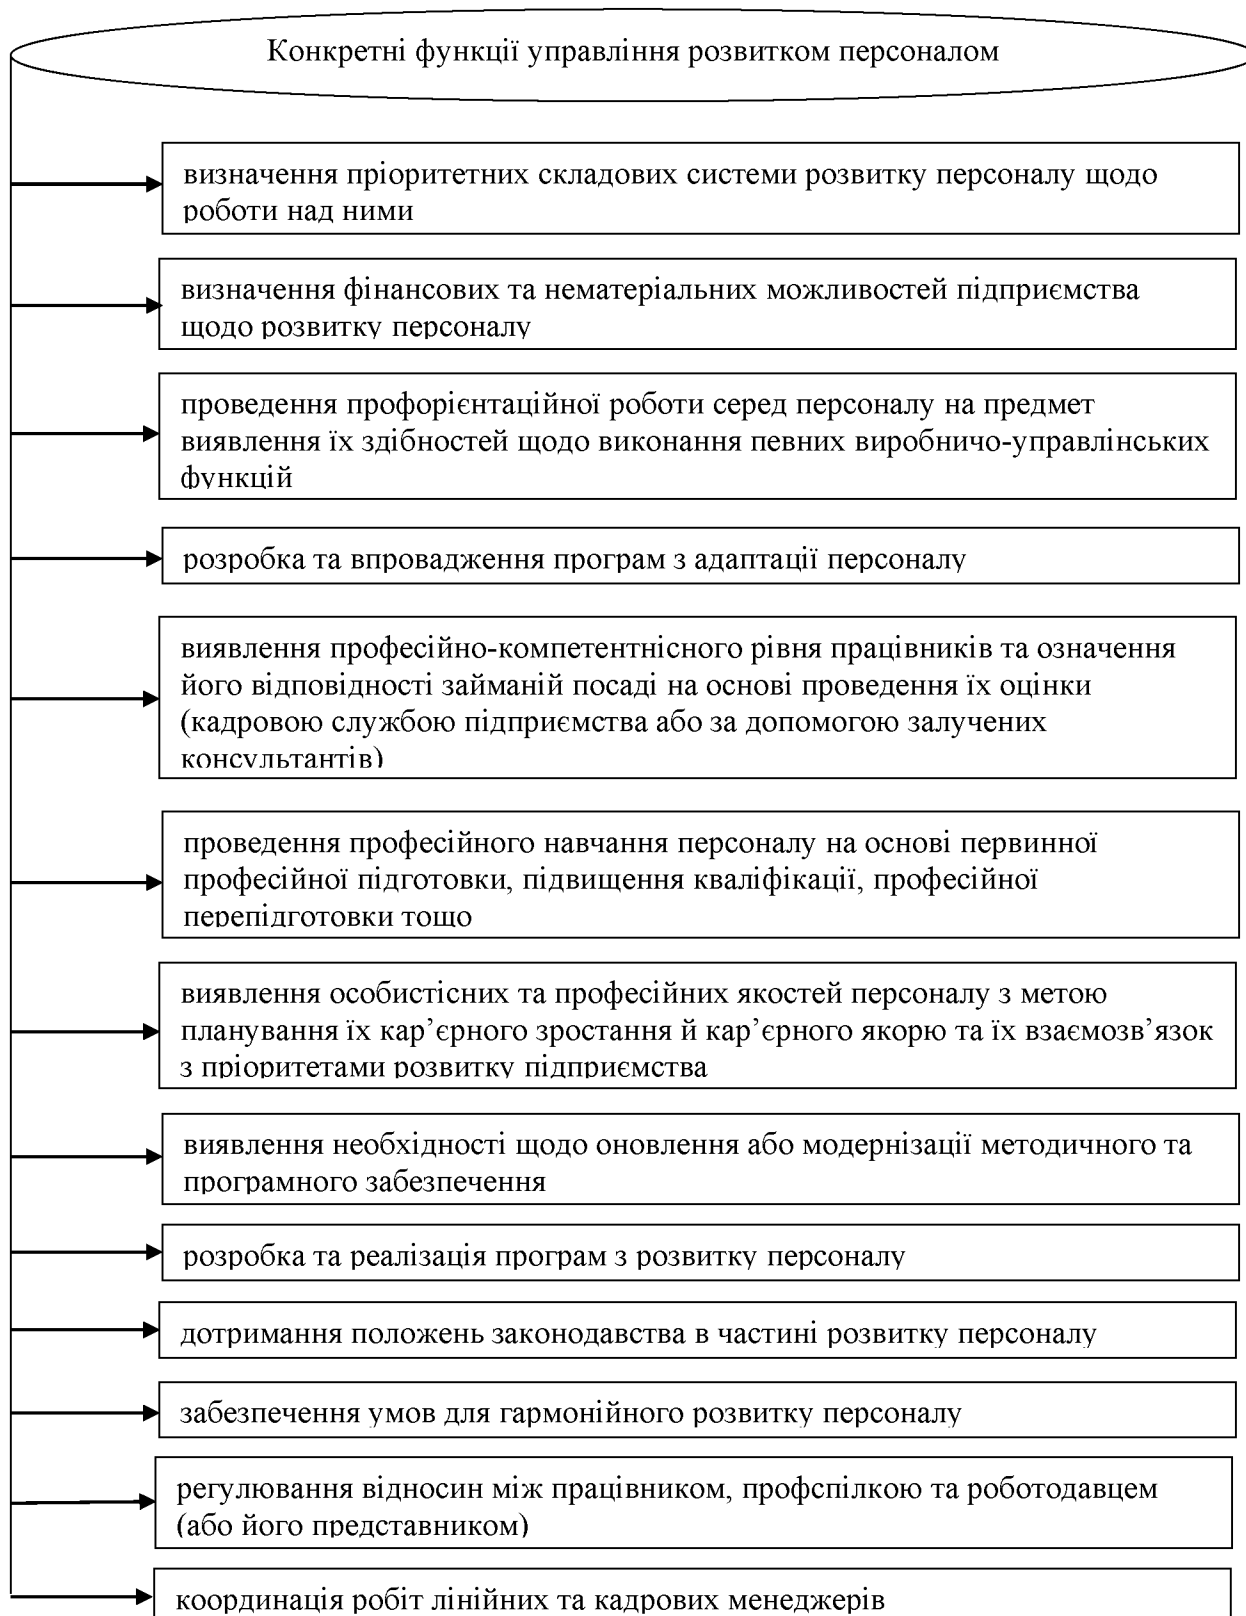 Конкретні функції управління розвитком персоналом
визначення пріоритетних складових системи розвитку персоналу щодо
роботи над ними
визначення фінансових та нематеріальних можливостей підприємства
щодо розвитку персоналу
проведення профорієнтаційної роботи серед персоналу на предмет
виявлення їх здібностей щодо виконання певних виробничо-управлінських
функцій
розробка та впровадження програм з адаптації персоналу
виявлення професійно-компетентнісного рівня працівників та означення
його відповідності займаній посаді на основі проведення їх оцінки
(кадровою службою підприємства або за допомогою залучених
консультантів)
проведення професійного навчання персоналу на основі первинної
професійної підготовки, підвищення кваліфікації, професійної
перепідготовки тощо
виявлення особистісних та професійних якостей персоналу з метою
планування їх кар’єрного зростання й кар’єрного якорю та їх взаємозв’язок
з пріоритетами розвитку підприємства
виявлення необхідності щодо оновлення або модернізації методичного та
програмного забезпечення
розробка та реалізація програм з розвитку персоналу
дотримання положень законодавства в частині розвитку персоналу
забезпечення умов для гармонійного розвитку персоналу
регулювання відносин між працівником, профспілкою та роботодавцем
(або його представником)
координація робіт лінійних та кадрових менеджерів